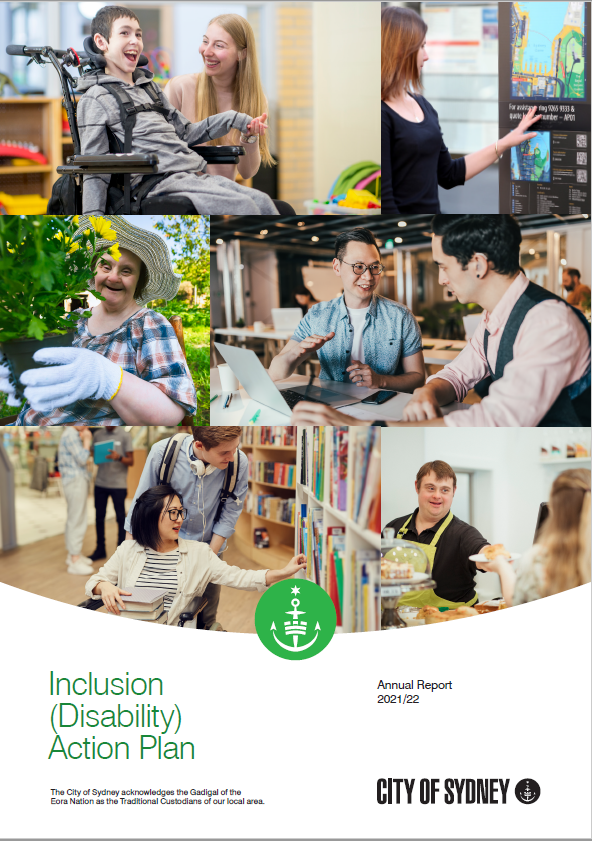 For assistance ring 9265 9333 &
quote number – AP01
Inclusion
(Disability)
Action Plan
Annual Report
2021/22
The City of Sydney acknowledges the Gadigal of the
Eora Nation as the Traditional Custodians of our local area.
CITY OF SYDNEY